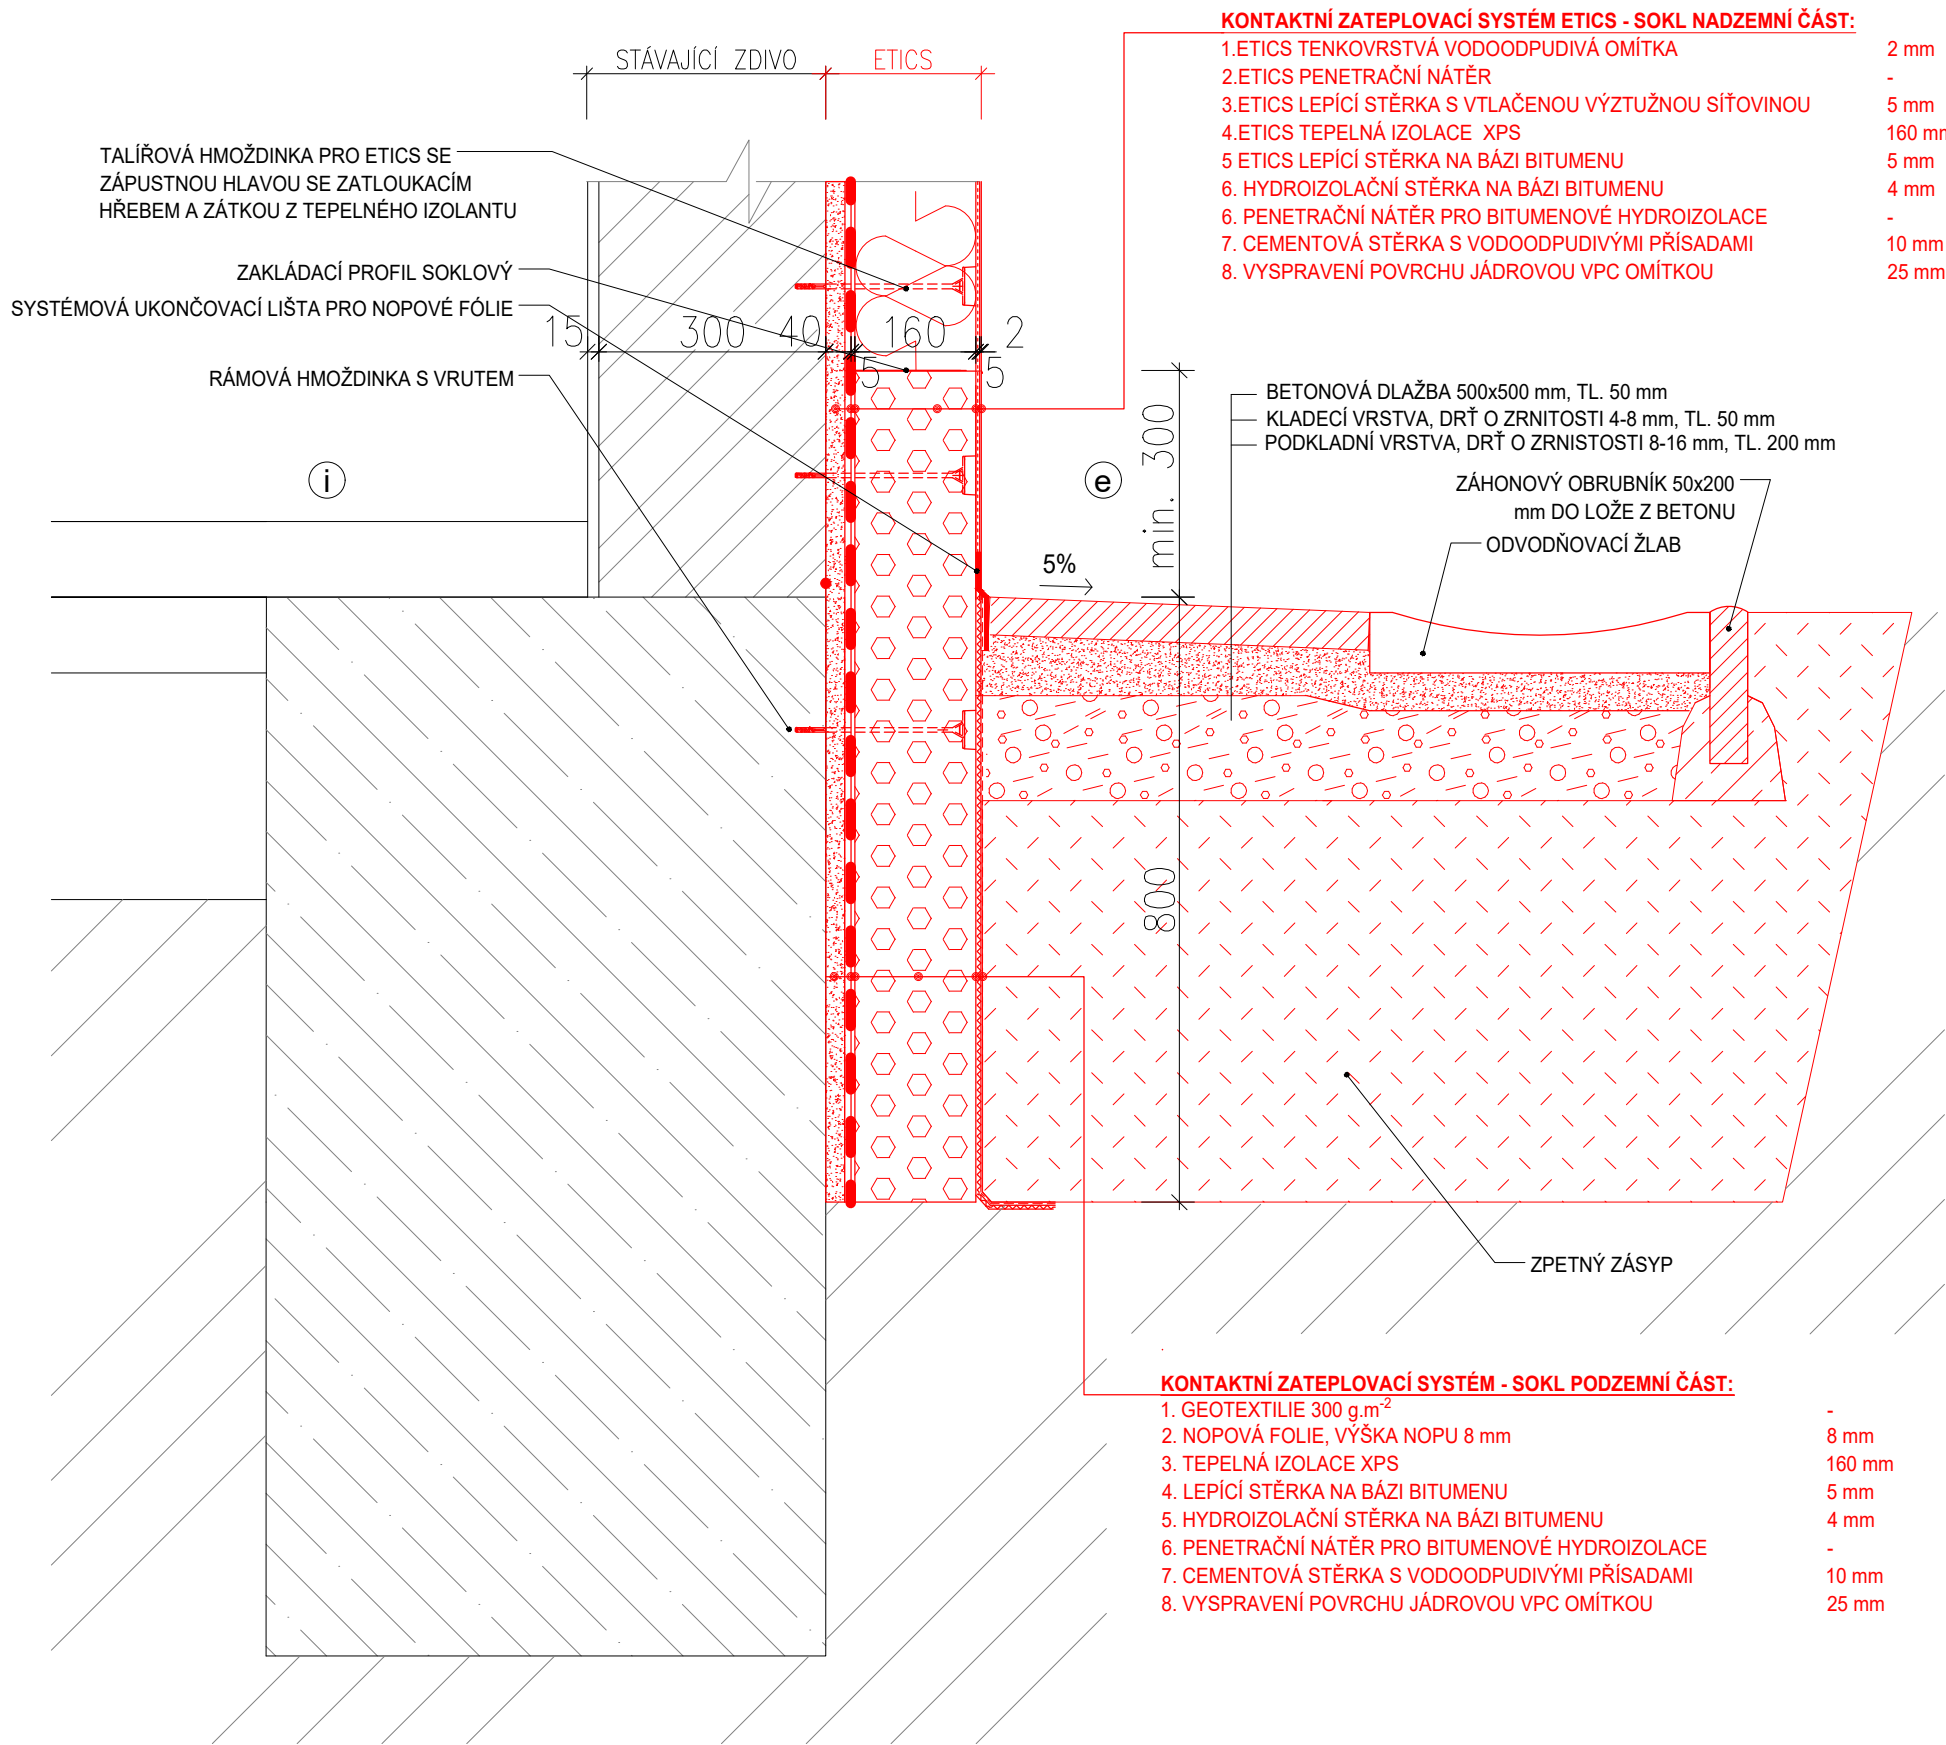 KONTAKTNÍ ZATEPLOVACÍ SYSTÉM ETICS - SOKL NADZEMNÍ ČÁST:
1.ETICS TENKOVRSTVÁ VODOODPUDIVÁ OMÍTKA 2 mm
2.ETICS PENETRAČNÍ NÁTĚR -
3.ETICS LEPÍCÍ STĚRKA S VTLAČENOU VÝZTUŽNOU SÍŤOVINOU 5 mm
4.ETICS TEPELNÁ IZOLACE XPS 160 mm
5 ETICS LEPÍCÍ STĚRKA NA BÁZI BITUMENU 5 mm
6. HYDROIZOLAČNÍ STĚRKA NA BÁZI BITUMENU 4 mm
6. PENETRAČNÍ NÁTĚR PRO BITUMENOVÉ HYDROIZOLACE -
7. CEMENTOVÁ STĚRKA S VODOODPUDIVÝMI PŘÍSADAMI 10 mm
8. VYSPRAVENÍ POVRCHU JÁDROVOU VPC OMÍTKOU 25 mm
STÁVAJÍCÍ ZDIVO ETICS
TALÍŘOVÁ HMOŽDINKA PRO ETICS SE
ZÁPUSTNOU HLAVOU SE ZATLOUKACÍM
HŘEBEM A ZÁTKOU Z TEPELNÉHO IZOLANTU
ZAKLÁDACÍ PROFIL SOKLOVÝ
SYSTÉMOVÁ UKONČOVACÍ LIŠTA PRO NOPOVÉ FÓLIE
RÁMOVÁ HMOŽDINKA S VRUTEM
15 300 40 160 2
5 5
i
e
min. 300
5%
800
BETONOVÁ DLAŽBA 500x500 mm, TL. 50 mm
KLADECÍ VRSTVA, DRŤ O ZRNITOSTI 4-8 mm, TL. 50 mm
PODKLADNÍ VRSTVA, DRŤ O ZRNISTOSTI 8-16 mm, TL. 200 mm
ZÁHONOVÝ OBRUBNÍK 50x200
mm DO LOŽE Z BETONU
ODVODŇOVACÍ ŽLAB
ZPETNÝ ZÁSYP
KONTAKTNÍ ZATEPLOVACÍ SYSTÉM - SOKL PODZEMNÍ ČÁST:
1. GEOTEXTILIE 300 g.m⁻² -
2. NOPOVÁ FOLIE, VÝŠKA NOPU 8 mm 8 mm
3. TEPELNÁ IZOLACE XPS 160 mm
4. LEPÍCÍ STĚRKA NA BÁZI BITUMENU 5 mm
5. HYDROIZOLAČNÍ STĚRKA NA BÁZI BITUMENU 4 mm
6. PENETRAČNÍ NÁTĚR PRO BITUMENOVÉ HYDROIZOLACE -
7. CEMENTOVÁ STĚRKA S VODOODPUDIVÝMI PŘÍSADAMI 10 mm
8. VYSPRAVENÍ POVRCHU JÁDROVOU VPC OMÍTKOU 25 mm